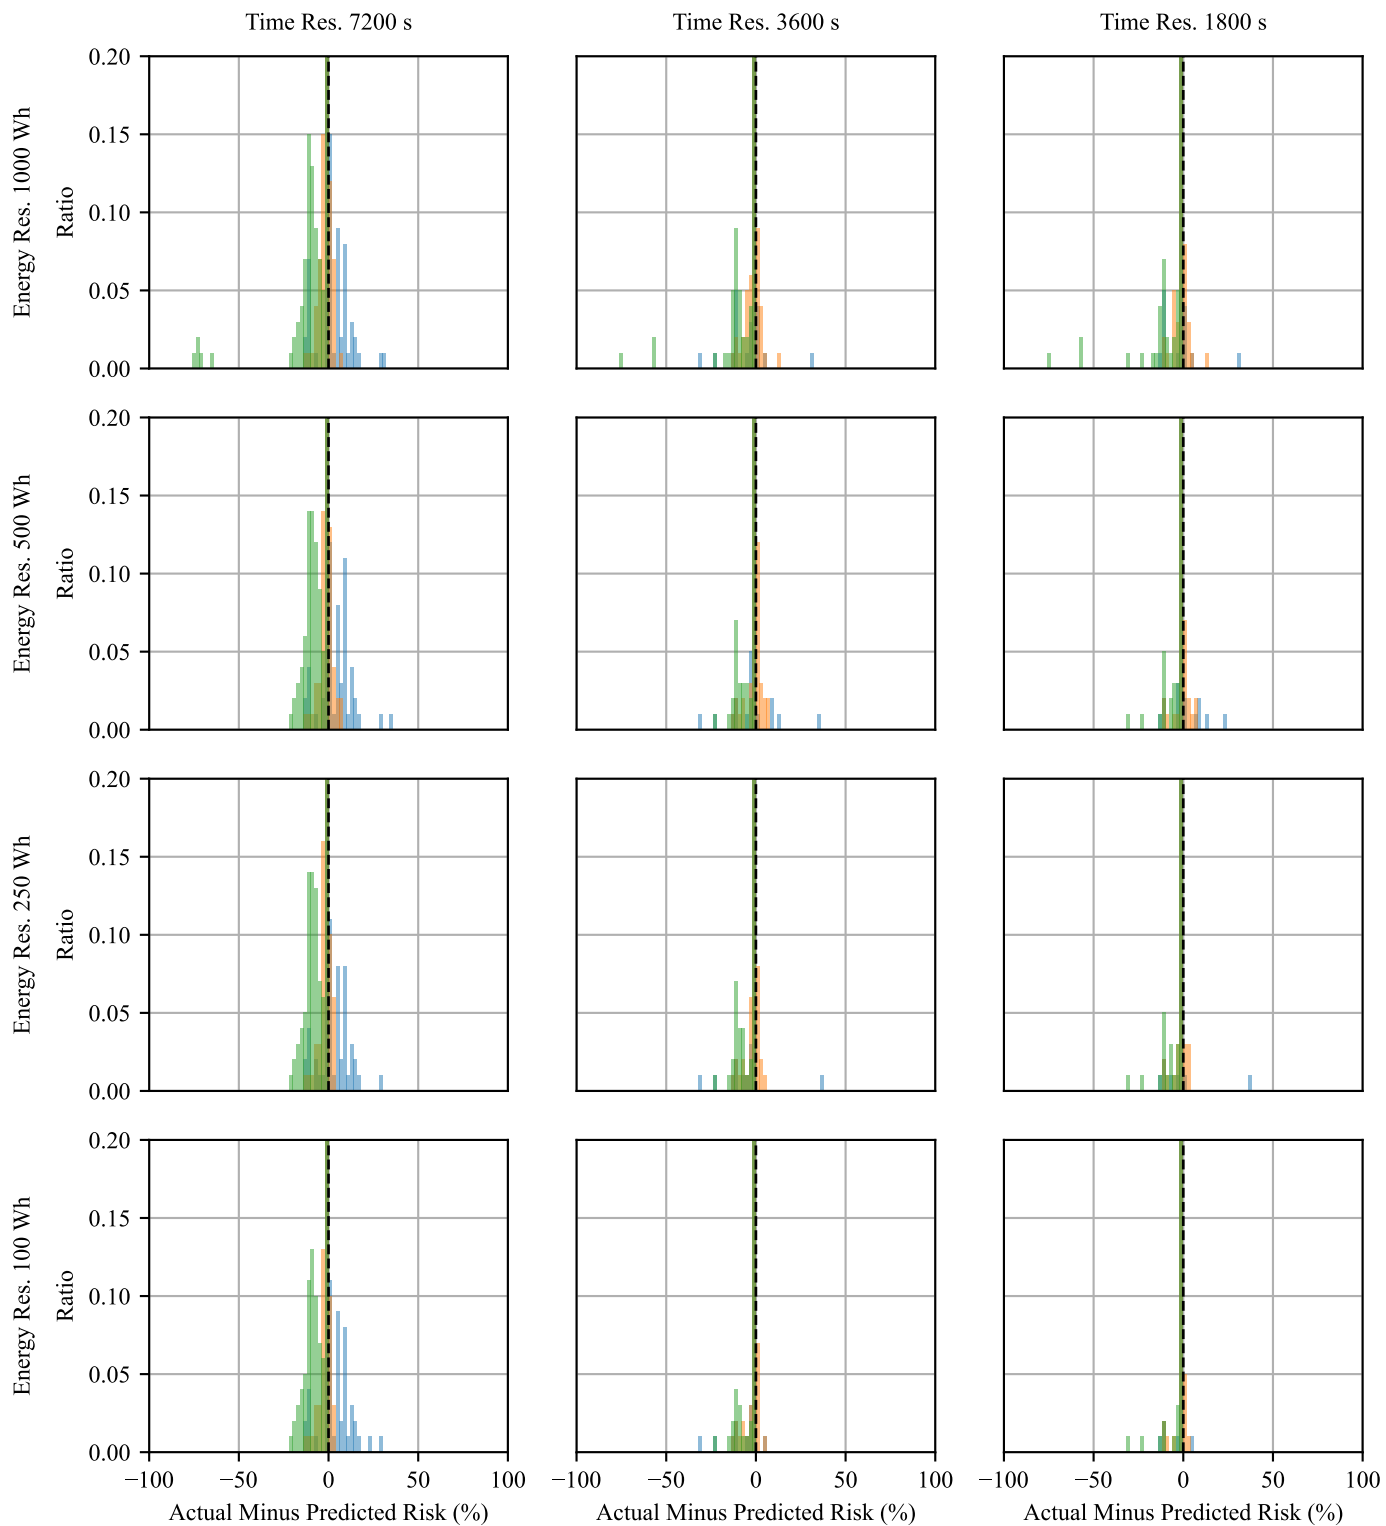 Time Res. 7200 s Time Res. 3600 s Time Res. 1800 s
Energy Res. 1000 Wh
Ratio
0.20
0.15
0.10
0.05
0.00
Energy Res. 500 Wh
Ratio
0.20
0.15
0.10
0.05
0.00
Energy Res. 250 Wh
Ratio
0.20
0.15
0.10
0.05
0.00
Energy Res. 100 Wh
Ratio
0.20
0.15
0.10
0.05
0.00
−100 −50 0 50 100 −100 −50 0 50 100 −100 −50 0 50 100
Actual Minus Predicted Risk (%) Actual Minus Predicted Risk (%) Actual Minus Predicted Risk (%)